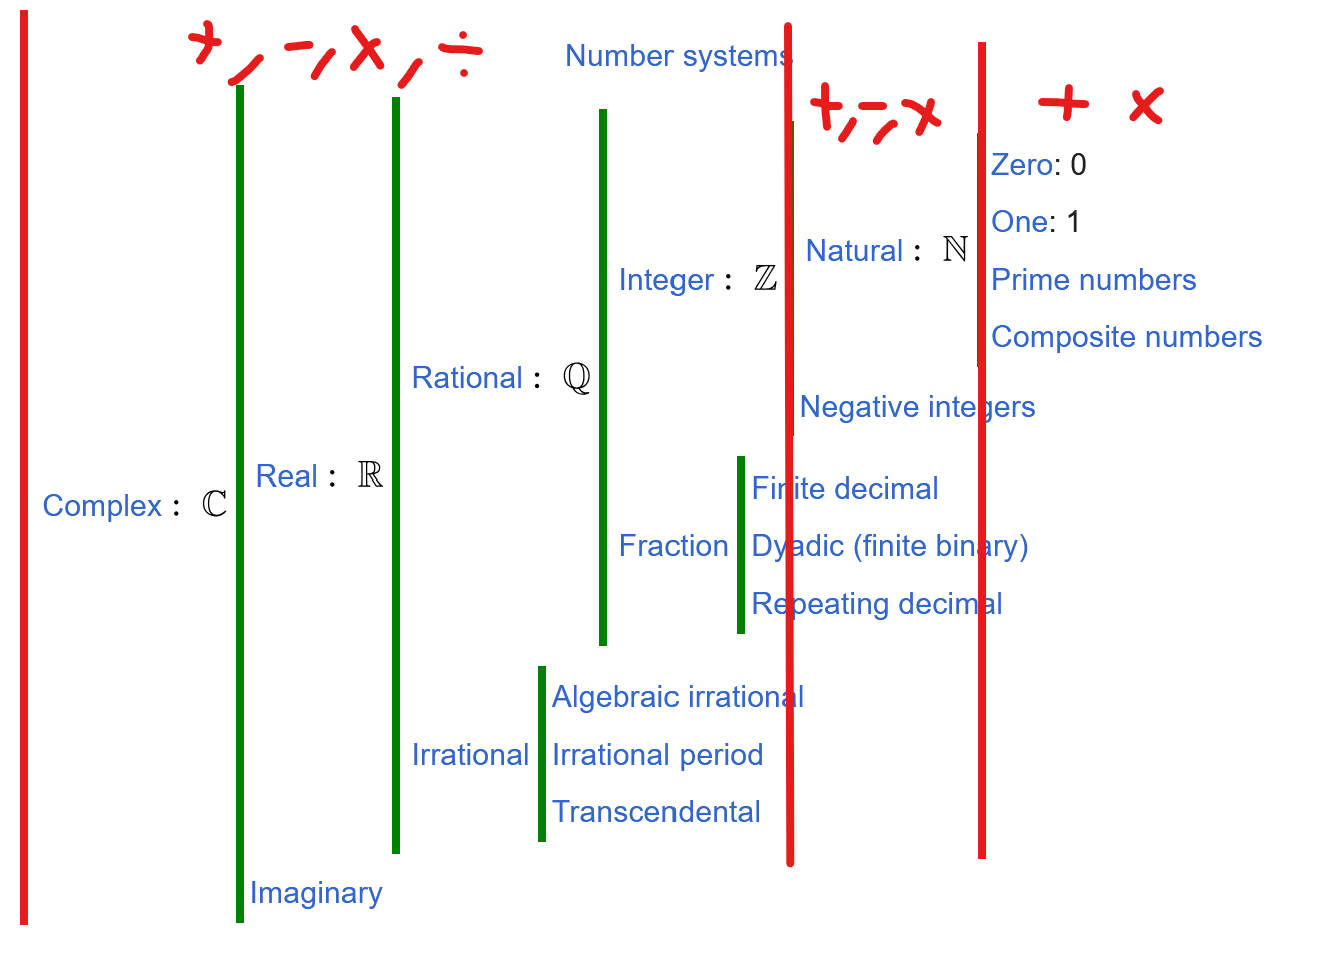 +, -, x, ÷
Number systems
+, -, x
+ x
Zero: 0
One: 1
Natural : ℕ
Integer : ℤ
Prime numbers
Composite numbers
Rational : ℚ
Negative integers
Real : ℝ
Finite decimal
Complex : ℂ
Fraction
Dyadic (finite binary)
Repeating decimal
Algebraic irrational
Irrational
Irrational period
Transcendental
Imaginary